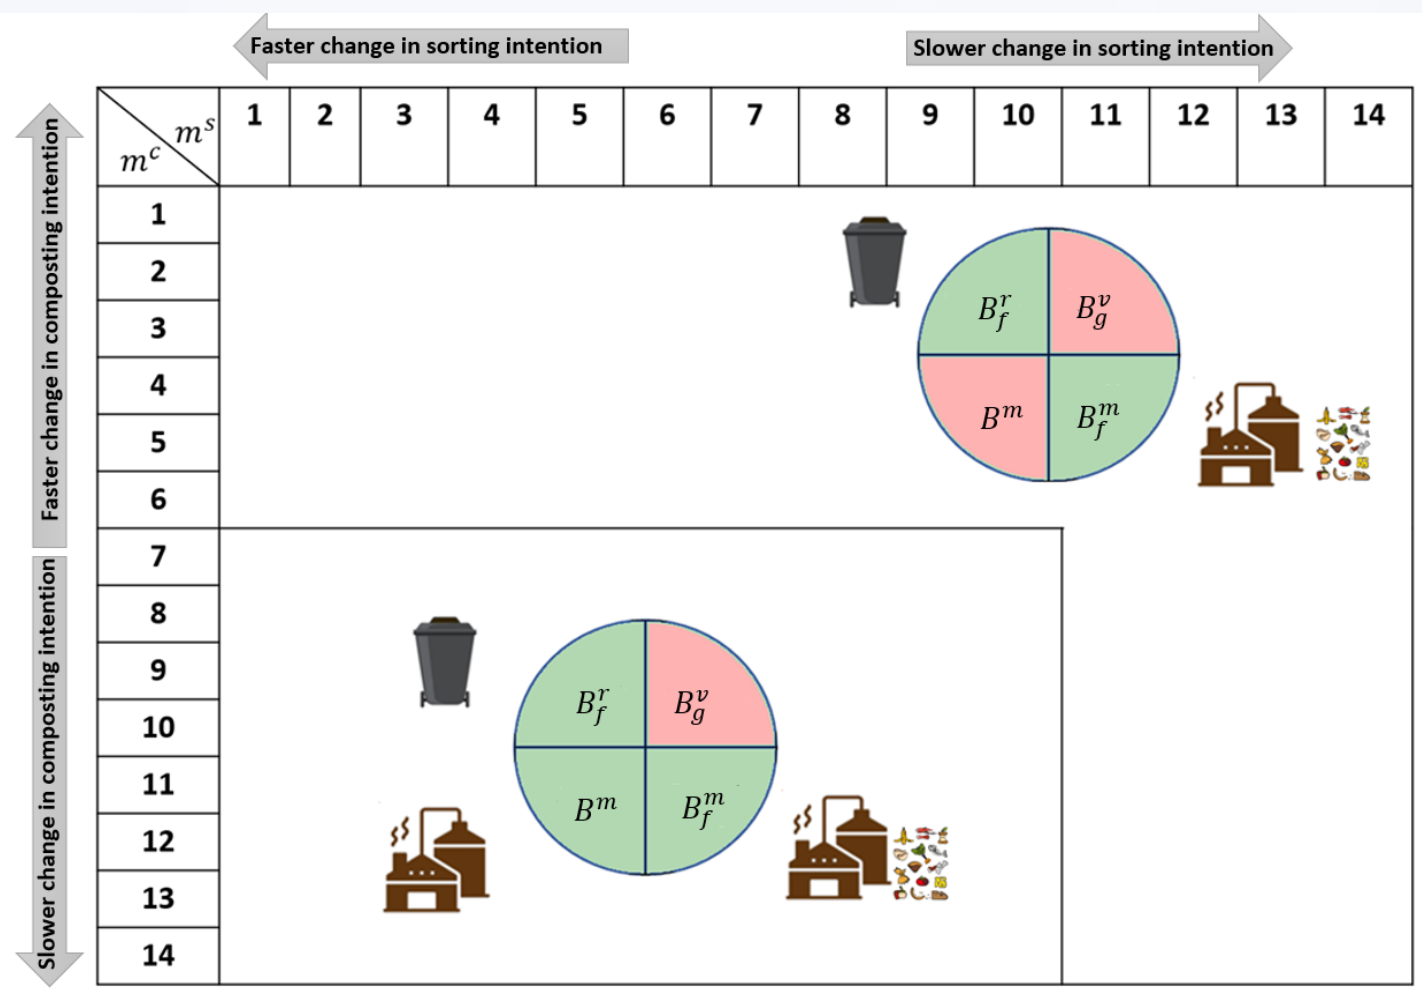 Faster change in sorting intention
Slower change in sorting intention
m^s
m^c
1 2 3 4 5 6 7 8 9 10 11 12 13 14
Faster change in composting intention
Slower change in composting intention
1
2
3
4
5
6
7
8
9
10
11
12
13
14
B_f^r B_g^v
B^m B_f^m
B_f^r B_g^v
B^m B_f^m